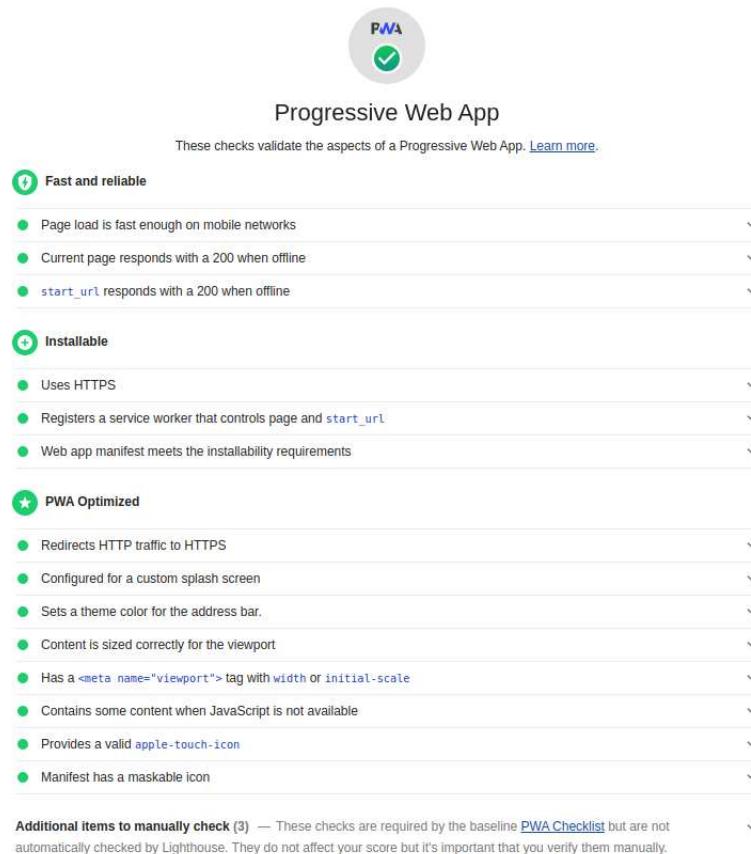 PWA
Progressive Web App
These checks validate the aspects of a Progressive Web App. Learn more.
Fast and reliable
Page load is fast enough on mobile networks
Current page responds with a 200 when offline
start_url responds with a 200 when offline
Installable
Uses HTTPS
Registers a service worker that controls page and start_url
Web app manifest meets the installability requirements
PWA Optimized
Redirects HTTP traffic to HTTPS
Configured for a custom splash screen
Sets a theme color for the address bar.
Content is sized correctly for the viewport
Has a <meta name="viewport"> tag with width or initial-scale
Contains some content when JavaScript is not available
Provides a valid apple-touch-icon
Manifest has a maskable icon
Additional items to manually check (3) — These checks are required by the baseline PWA Checklist but are not
automatically checked by Lighthouse. They do not affect your score but it's important that you verify them manually.